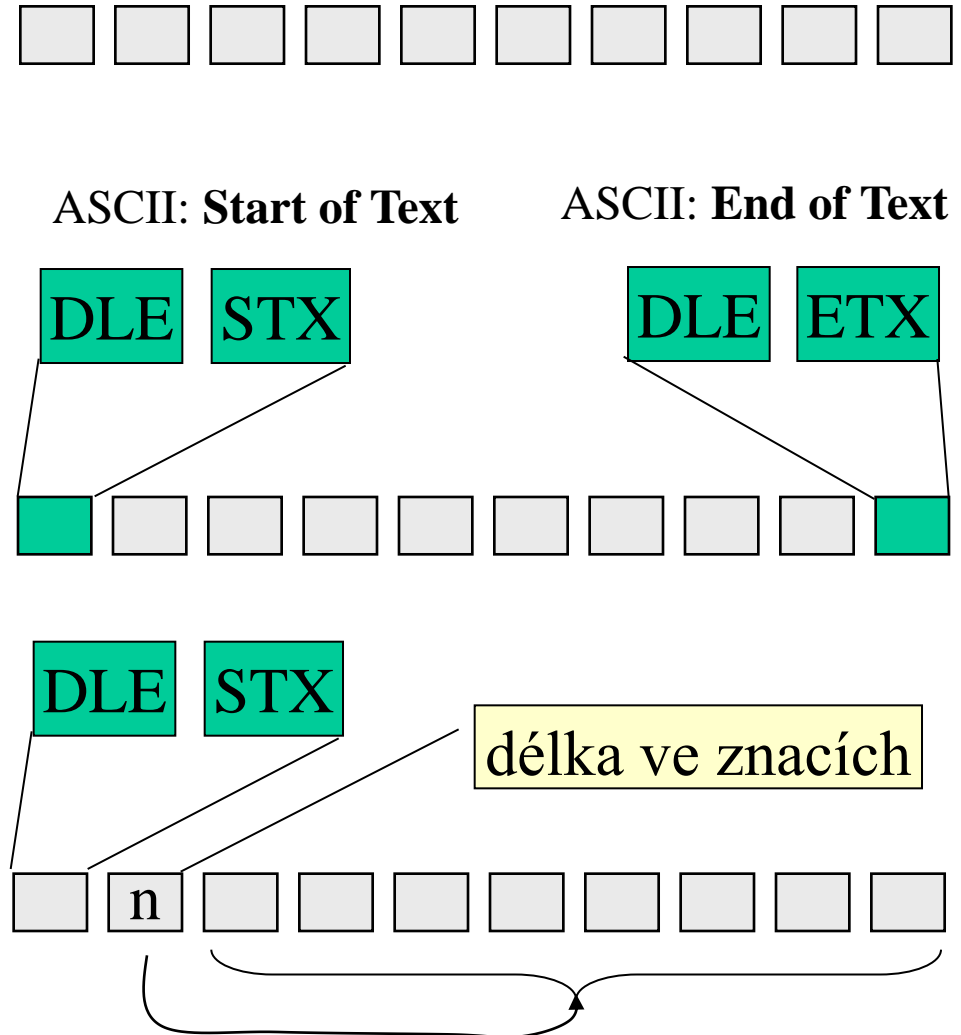 ASCII: Start of Text
ASCII: End of Text
DLE STX
DLE ETX
DLE STX
délka ve znacích
n